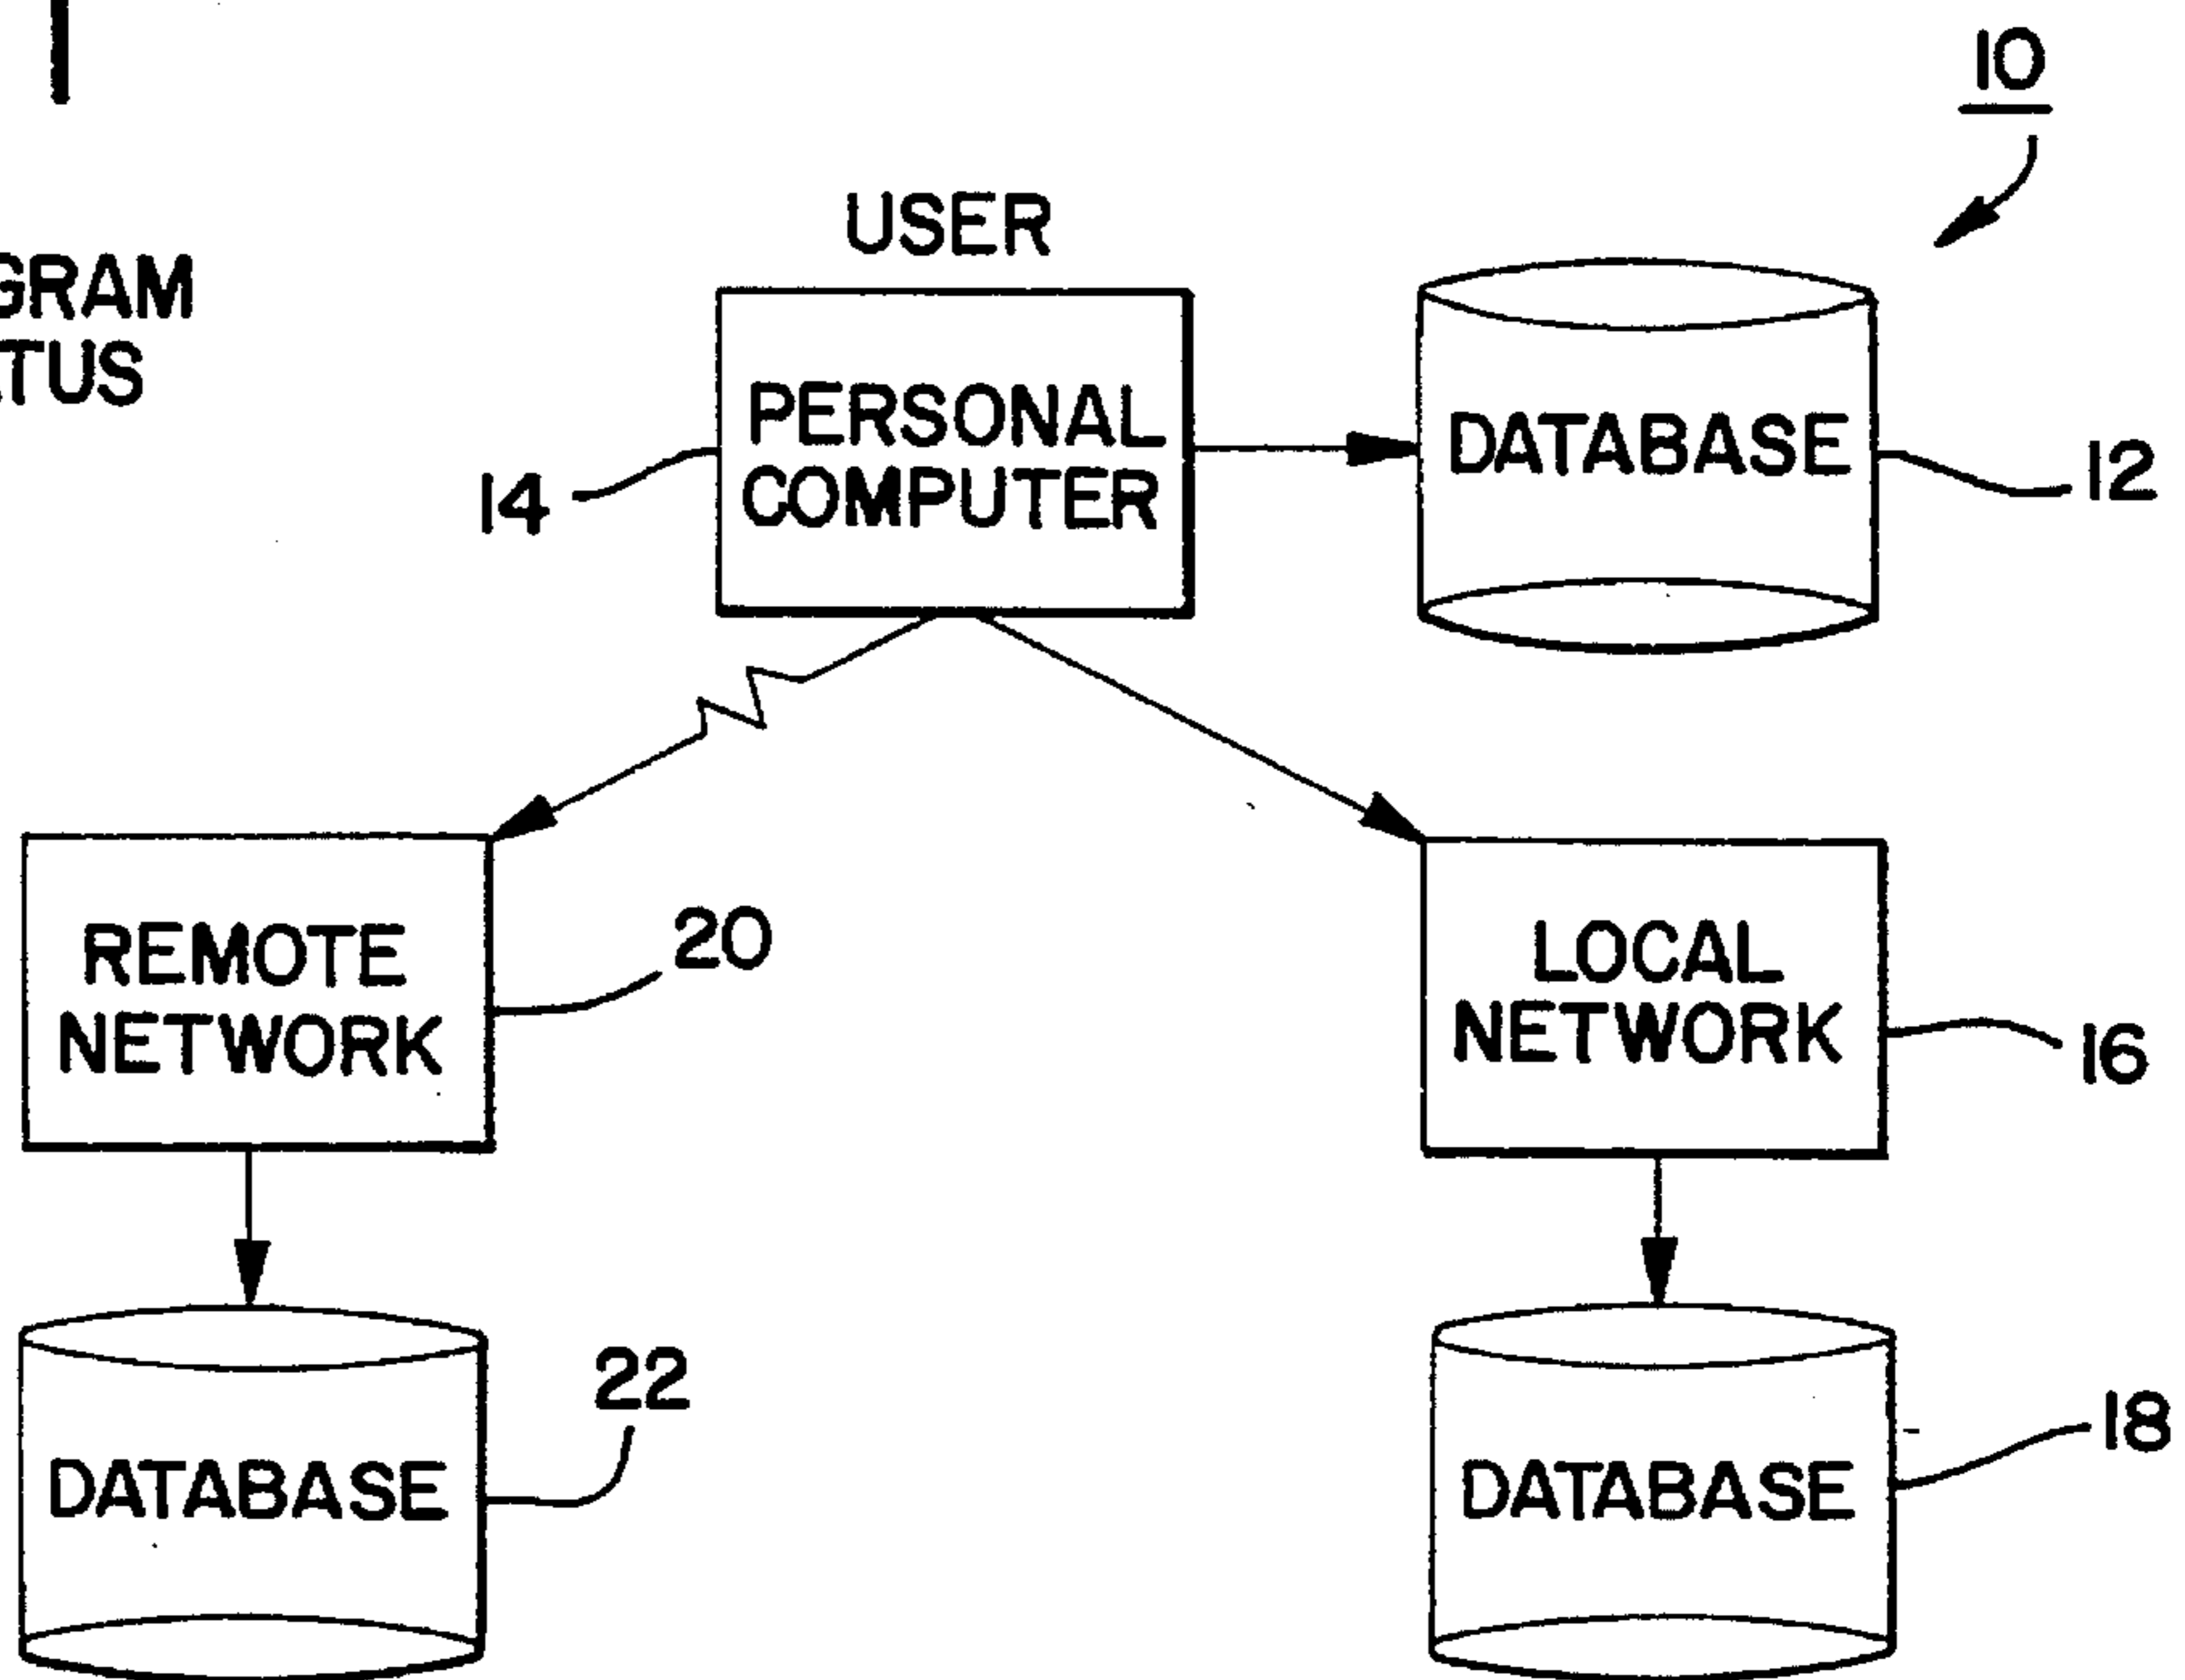 10
USER
GRAM
TUS
PERSONAL
COMPUTER
14
DATABASE
12
REMOTE
NETWORK
20
LOCAL
NETWORK
16
DATABASE
22
DATABASE
18